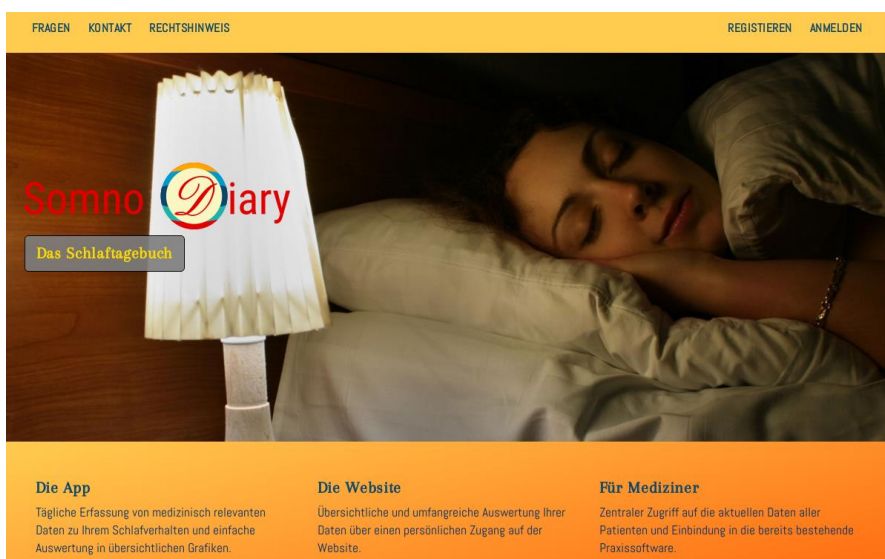 FRAGEN KONTAKT RECHTSHINWEIS REGISTIEREN ANMELDEN
Somno Diary
Das Schlaftagebuch
Die App
Tägliche Erfassung von medizinisch relevanten
Daten zu Ihrem Schlafverhalten und einfache
Auswertung in übersichtlichen Grafiken.
Die Website
Übersichtliche und umfangreiche Auswertung Ihrer
Daten über einen persönlichen Zugang auf der
Website.
Für Mediziner
Zentraler Zugriff auf die aktuellen Daten aller
Patienten und Einbindung in die bereits bestehende
Praxissoftware.